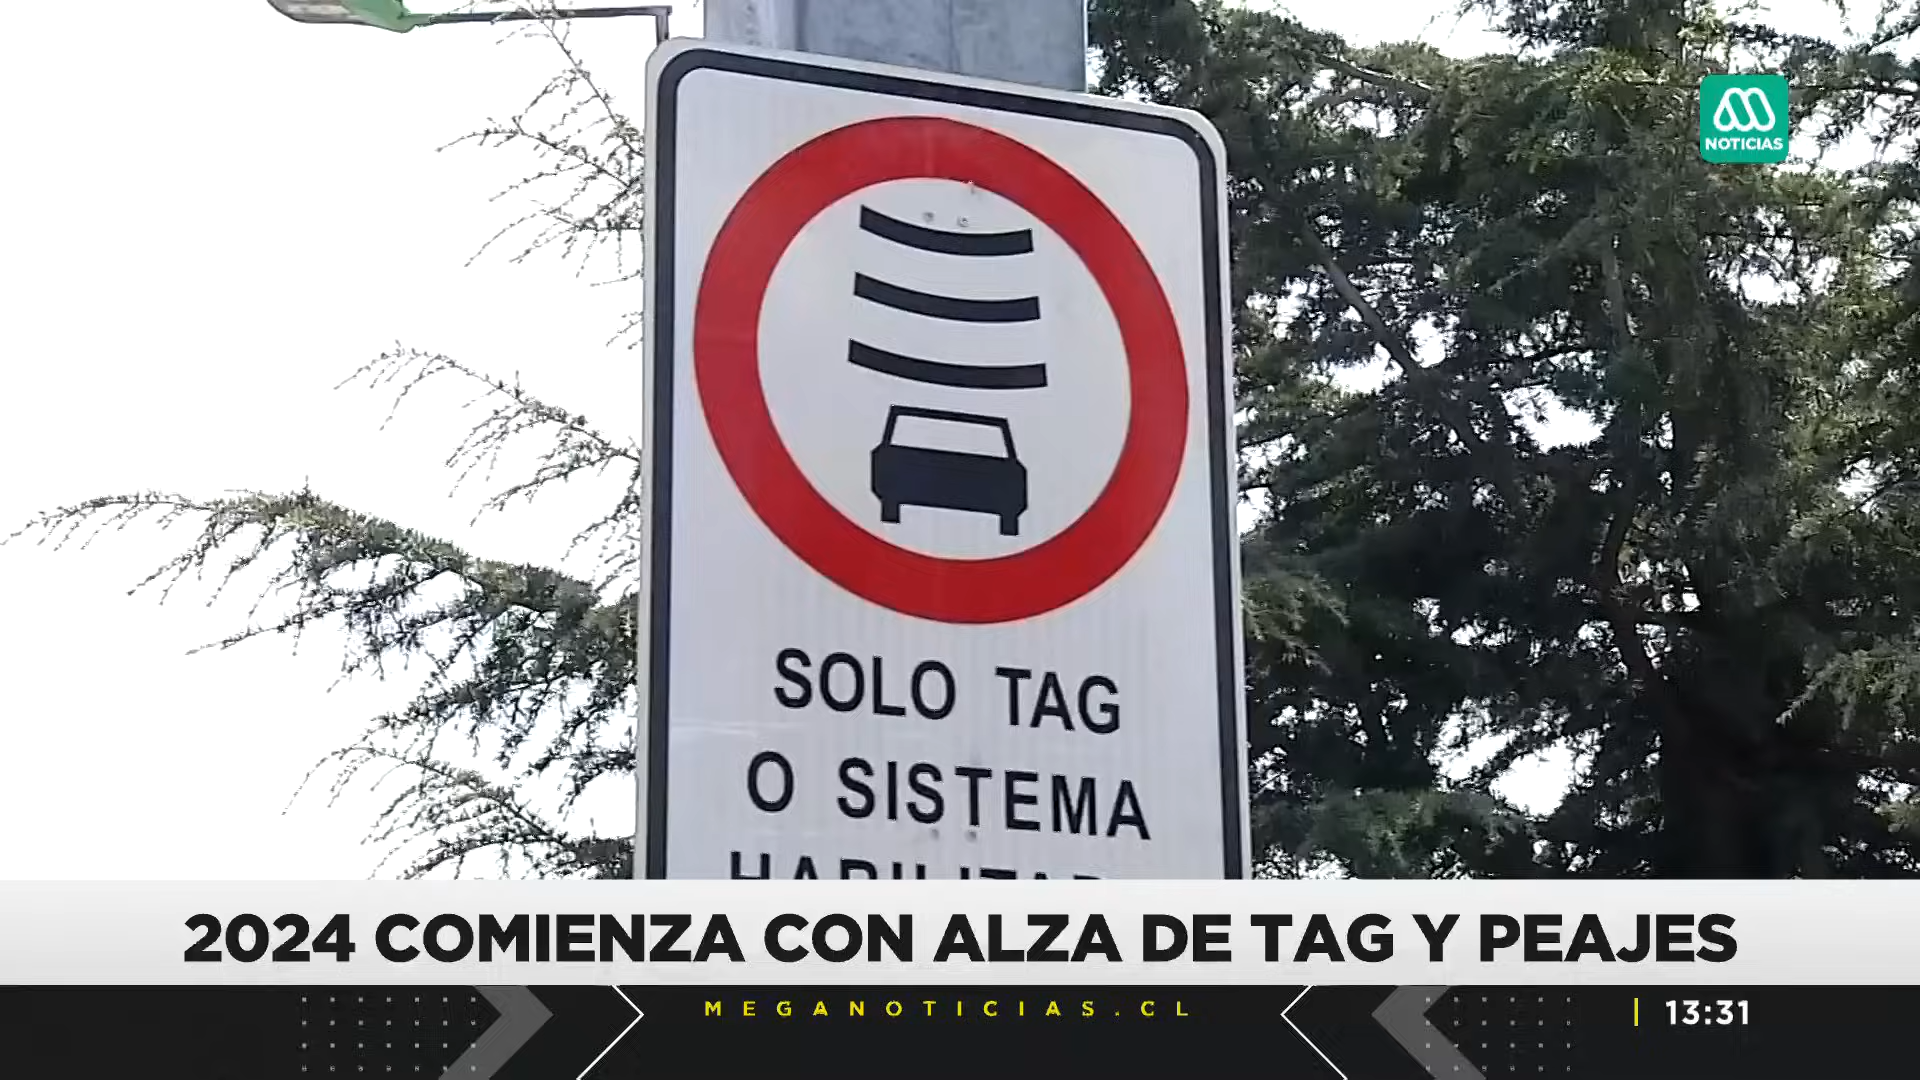 NOTICIAS
SOLO TAG
O SISTEMA
2024 COMIENZA CON ALZA DE TAG Y PEAJES
MEGANOTICIAS.CL
13:31